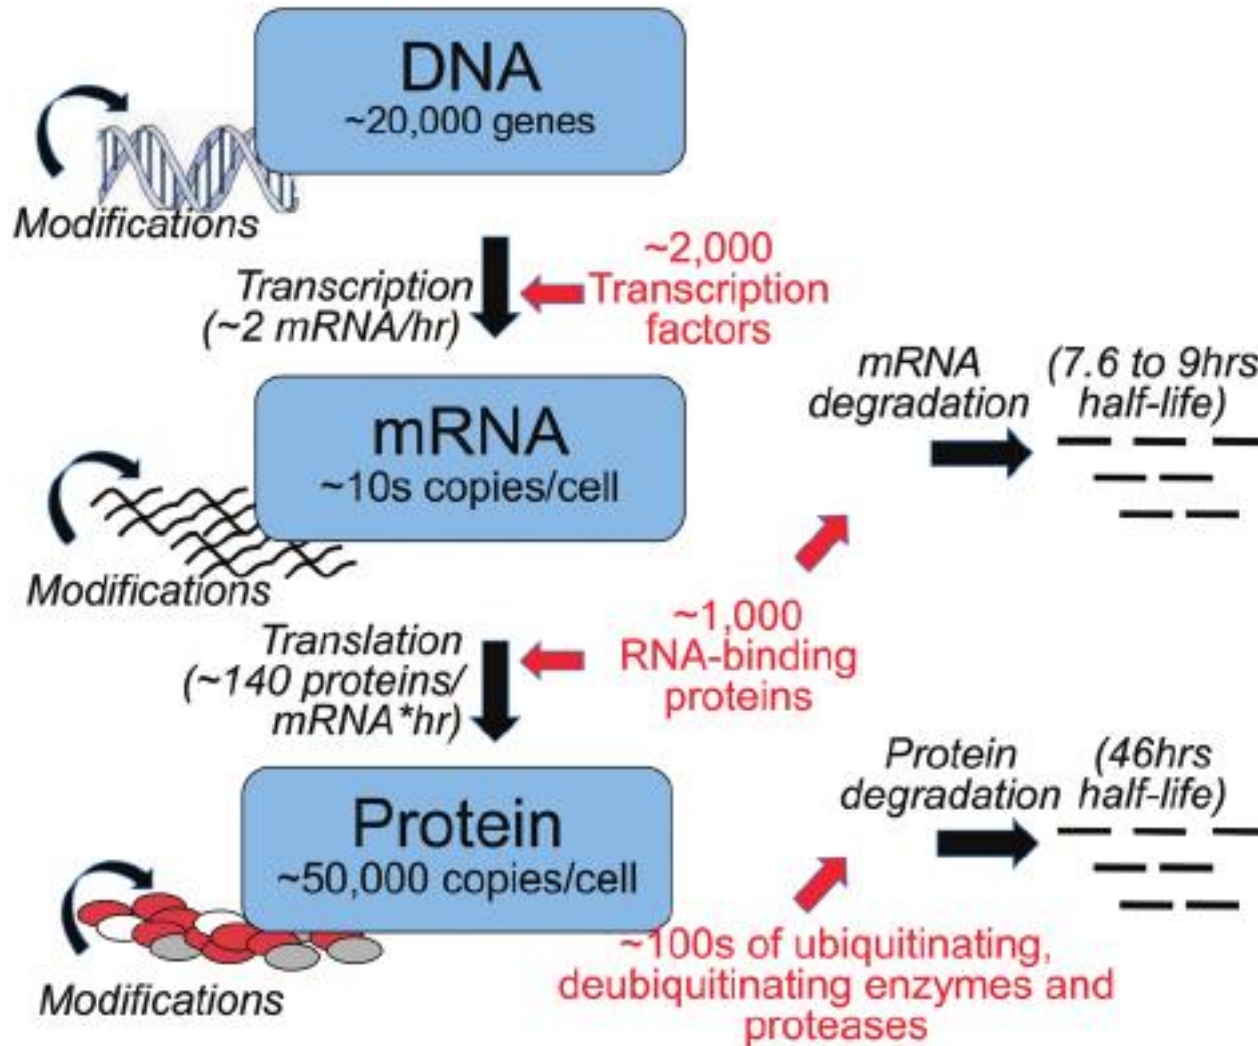 DNA
~20,000 genes
Modifications
Transcription
(~2 mRNA/hr)
~2,000
Transcription
factors
mRNA
~10s copies/cell
Modifications
mRNA
degradation
(7.6 to 9hrs
half-life)
Translation
(~140 proteins/
mRNA*hr)
~1,000
RNA-binding
proteins
Protein
~50,000 copies/cell
Modifications
Protein
degradation
(46hrs
half-life)
~100s of ubiquitinating,
deubiquitinating enzymes and
proteases